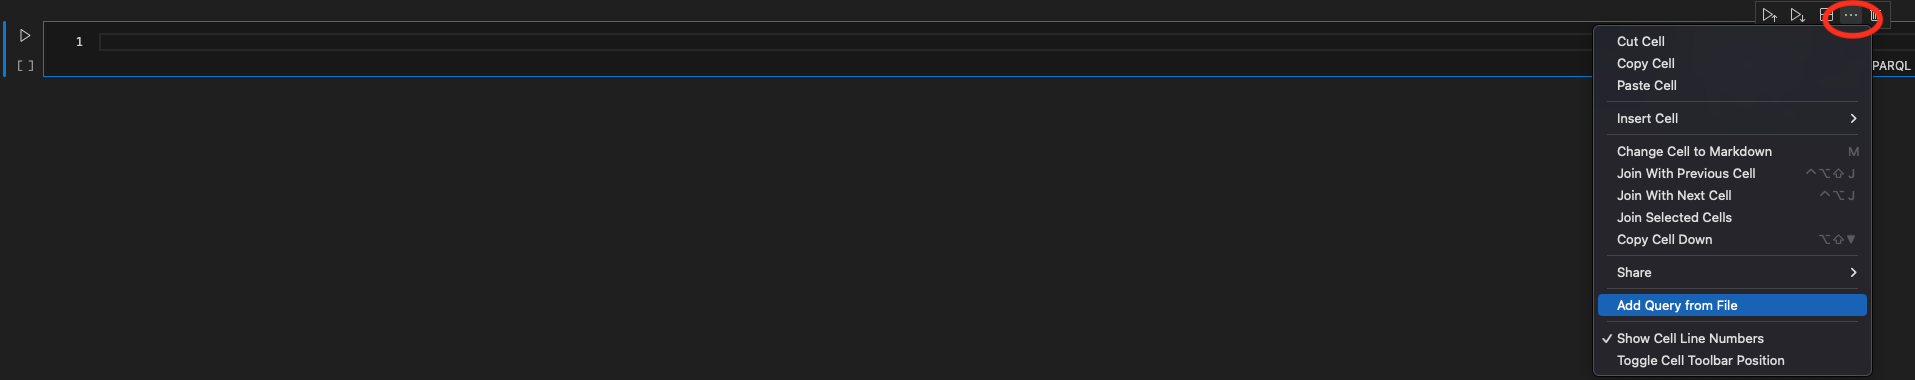 1
[ ]
Cut Cell
Copy Cell
Paste Cell
PARQL
Insert Cell
Change Cell to Markdown M
Join With Previous Cell ^⌥⇧ J
Join With Next Cell ^⌥ J
Join Selected Cells
Copy Cell Down ⌥⇧▼
Share
Add Query from File
✓ Show Cell Line Numbers
Toggle Cell Toolbar Position